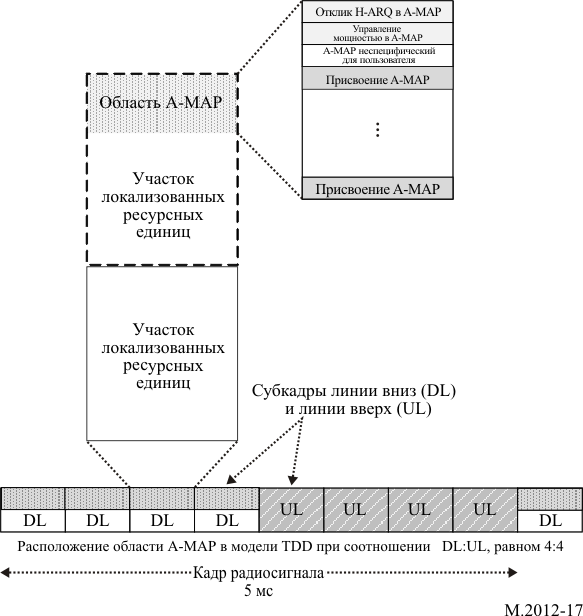 Отклик H-ARQ в A-MAP
Управление
мощностью в A-MAP
A-MAP неспецифический
для пользователя
Присвоение A-MAP
Присвоение A-MAP
Область A-MAP
Участок
локализованных
ресурсных
единиц
Участок
локализованных
ресурсных
единиц
Субкадры линии вниз (DL)
и линии вверх (UL)
DL DL DL DL UL UL UL UL DL
Расположение области A-MAP в модели TDD при соотношении DL:UL, равном 4:4
Кадр радиосигнала
5 мс
M.2012-17